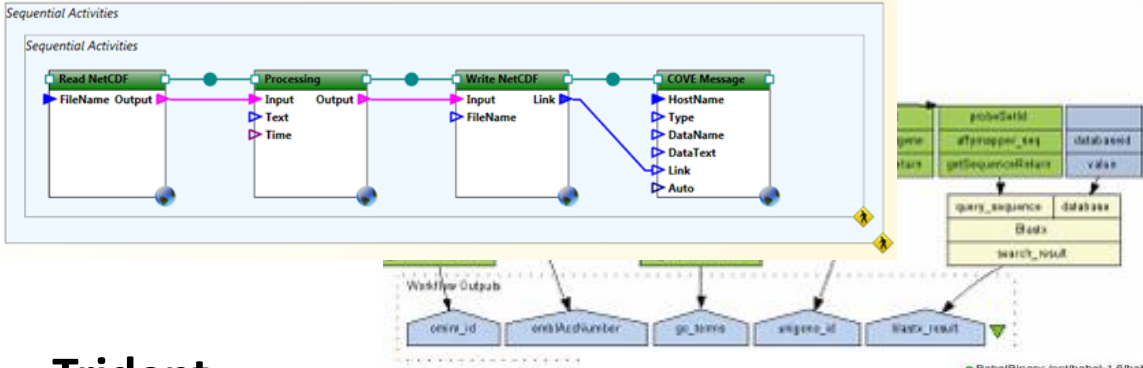 Sequential Activities
Sequential Activities
Read NetCDF
Processing
Write NetCDF
COVE Message
FileName Output
Input Output
Input Link
HostName
Text
FileName
Type
Time
DataName
DataText
Link
Auto
probeSetId
affymapper_seq
databaseid
getSequenceReturn
value
query_sequence
database
Blastx
search_result
Workflow Outputs
omim_id
emblAccNumber
go_terms
unigene_id
blastx_result
Trident